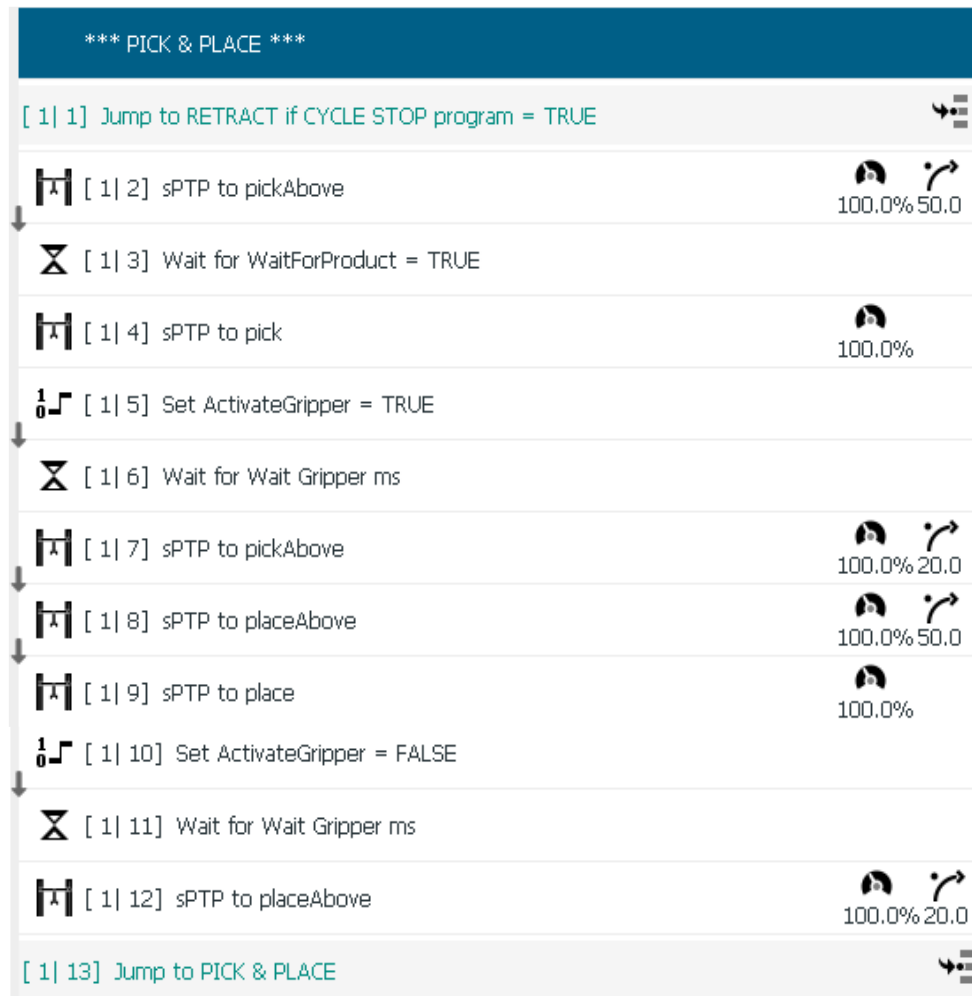 *** PICK & PLACE ***
[ 1| 1] Jump to RETRACT if CYCLE STOP program = TRUE
[ 1| 2] sPTP to pickAbove
100.0% 50.0
[ 1| 3] Wait for WaitForProduct = TRUE
[ 1| 4] sPTP to pick
100.0%
1
0
[ 1| 5] Set ActivateGripper = TRUE
[ 1| 6] Wait for Wait Gripper ms
[ 1| 7] sPTP to pickAbove
100.0% 20.0
[ 1| 8] sPTP to placeAbove
100.0% 50.0
[ 1| 9] sPTP to place
100.0%
1
0
[ 1| 10] Set ActivateGripper = FALSE
[ 1| 11] Wait for Wait Gripper ms
[ 1| 12] sPTP to placeAbove
100.0% 20.0
[ 1| 13] Jump to PICK & PLACE